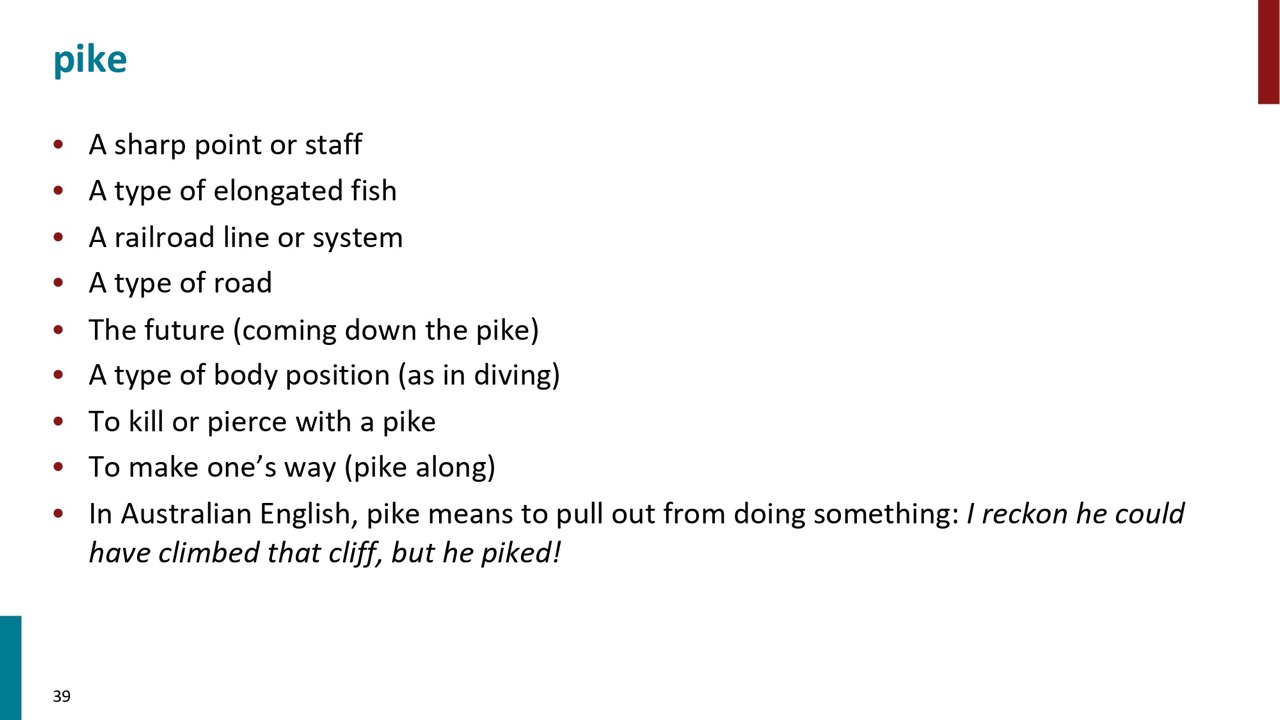 pike
• A sharp point or staff
• A type of elongated fish
• A railroad line or system
• A type of road
• The future (coming down the pike)
• A type of body position (as in diving)
• To kill or pierce with a pike
• To make one’s way (pike along)
• In Australian English, pike means to pull out from doing something: I reckon he could
have climbed that cliff, but he piked!
39